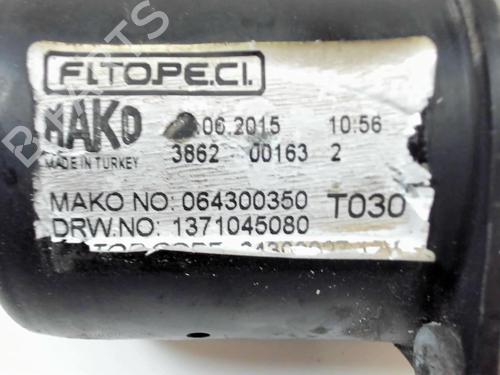 F.I.TO.PE.CI.
MAKO .06.2015 10:56
MADE IN TURKEY 3862 00163 2
MAKO NO: 064300350 T030
DRW.NO: 1371045080